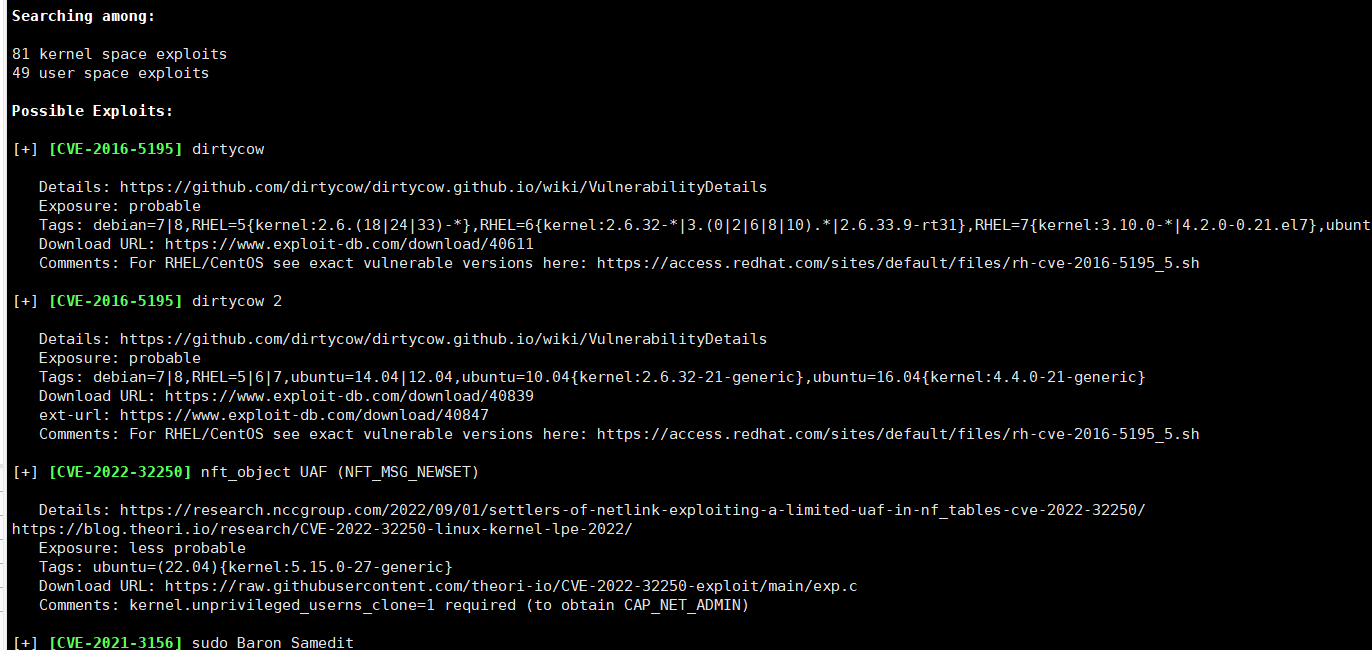 Searching among:
81 kernel space exploits
49 user space exploits
Possible Exploits:
[+] [CVE-2016-5195] dirtycow
Details: https://github.com/dirtycow/dirtycow.github.io/wiki/VulnerabilityDetails
Exposure: probable
Tags: debian=7|8,RHEL=5{kernel:2.6.(18|24|33)-*},RHEL=6{kernel:2.6.32-*|3.(0|2|6|8|10).*|2.6.33.9-rt31},RHEL=7{kernel:3.10.0-*|4.2.0-0.21.el7},ubunt
Download URL: https://www.exploit-db.com/download/40611
Comments: For RHEL/CentOS see exact vulnerable versions here: https://access.redhat.com/sites/default/files/rh-cve-2016-5195_5.sh
[+] [CVE-2016-5195] dirtycow 2
Details: https://github.com/dirtycow/dirtycow.github.io/wiki/VulnerabilityDetails
Exposure: probable
Tags: debian=7|8,RHEL=5|6|7,ubuntu=14.04|12.04,ubuntu=10.04{kernel:2.6.32-21-generic},ubuntu=16.04{kernel:4.4.0-21-generic}
Download URL: https://www.exploit-db.com/download/40839
ext-url: https://www.exploit-db.com/download/40847
Comments: For RHEL/CentOS see exact vulnerable versions here: https://access.redhat.com/sites/default/files/rh-cve-2016-5195_5.sh
[+] [CVE-2022-32250] nft_object UAF (NFT_MSG_NEWSET)
Details: https://research.nccgroup.com/2022/09/01/settlers-of-netlink-exploiting-a-limited-uaf-in-nf_tables-cve-2022-32250/
https://blog.theori.io/research/CVE-2022-32250-linux-kernel-lpe-2022/
Exposure: less probable
Tags: ubuntu=(22.04){kernel:5.15.0-27-generic}
Download URL: https://raw.githubusercontent.com/theori-io/CVE-2022-32250-exploit/main/exp.c
Comments: kernel.unprivileged_userns_clone=1 required (to obtain CAP_NET_ADMIN)
[+] [CVE-2021-3156] sudo Baron Samedit